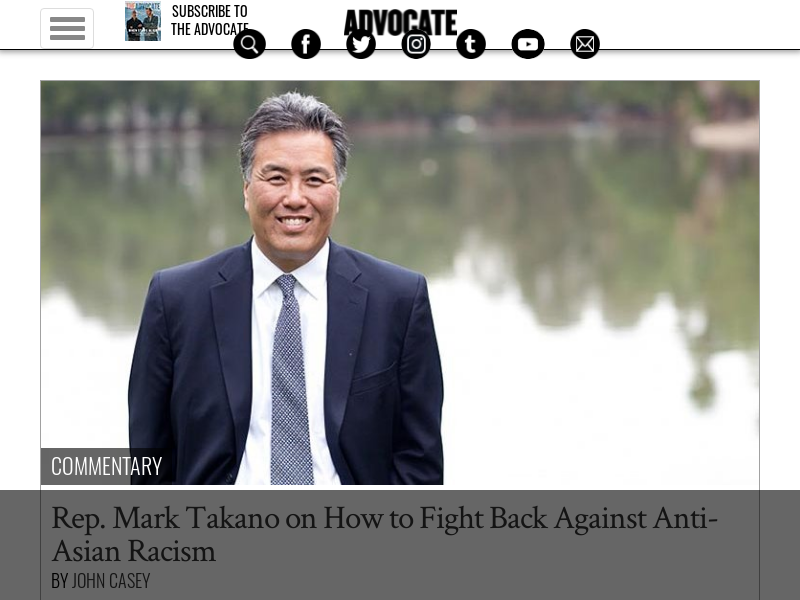 SUBSCRIBE TO
THE ADVOCATE
ADVOCATE
COMMENTARY
Rep. Mark Takano on How to Fight Back Against Anti-
Asian Racism
BY JOHN CASEY